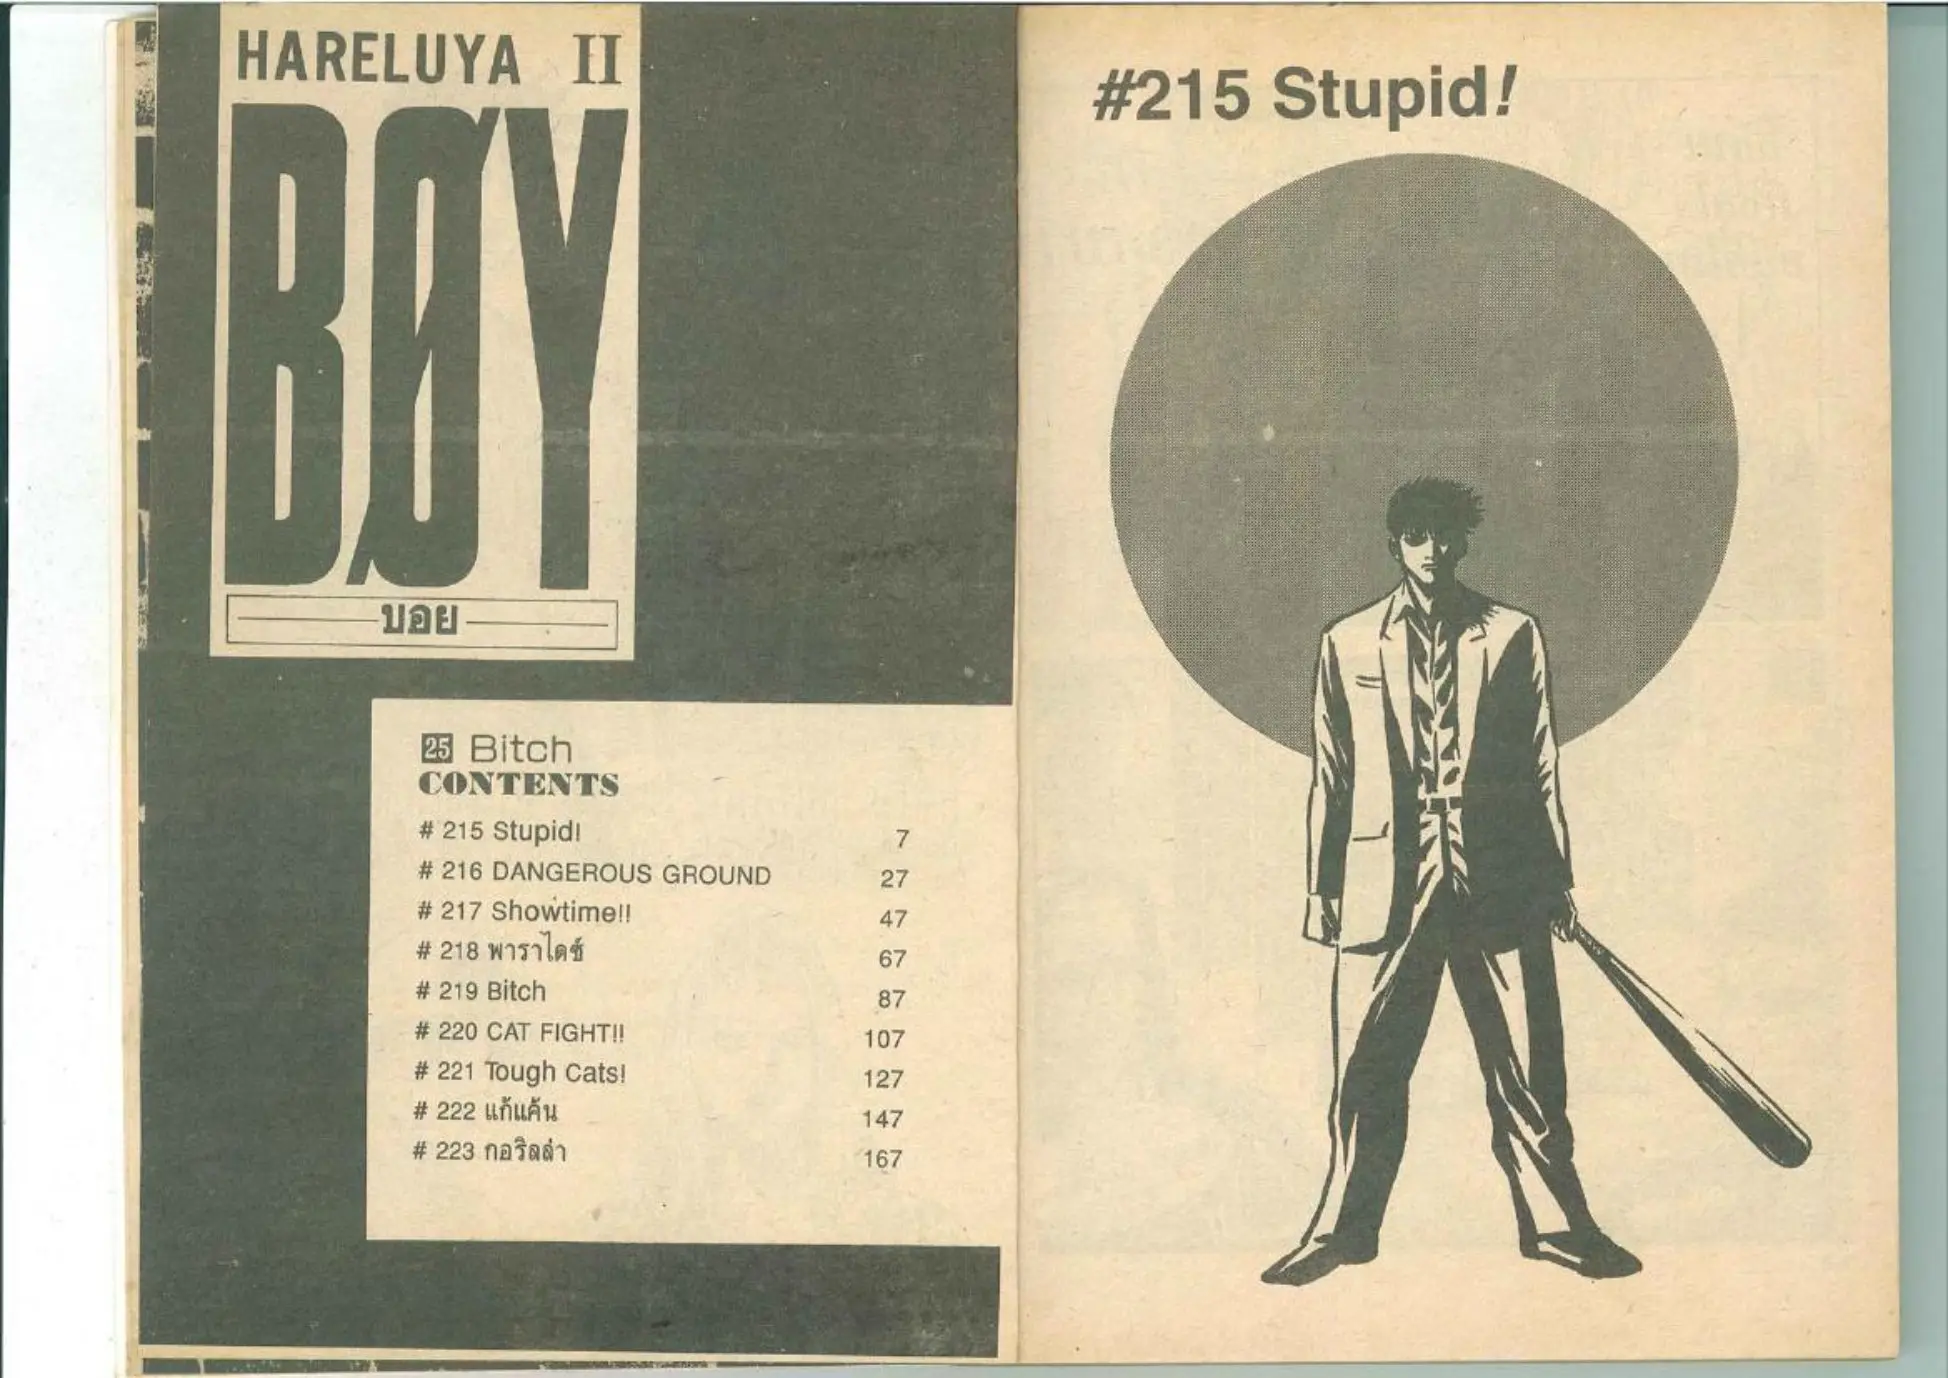 HARELUYA II
BØY
บอย
25 Bitch
CONTENTS
# 215 Stupid! 7
# 216 DANGEROUS GROUND 27
# 217 Showtime!! 47
# 218 พาราไดซ์ 67
# 219 Bitch 87
# 220 CAT FIGHT!! 107
# 221 Tough Cats! 127
# 222 แก้แค้น 147
# 223 กอริลล่า 167
#215 Stupid!